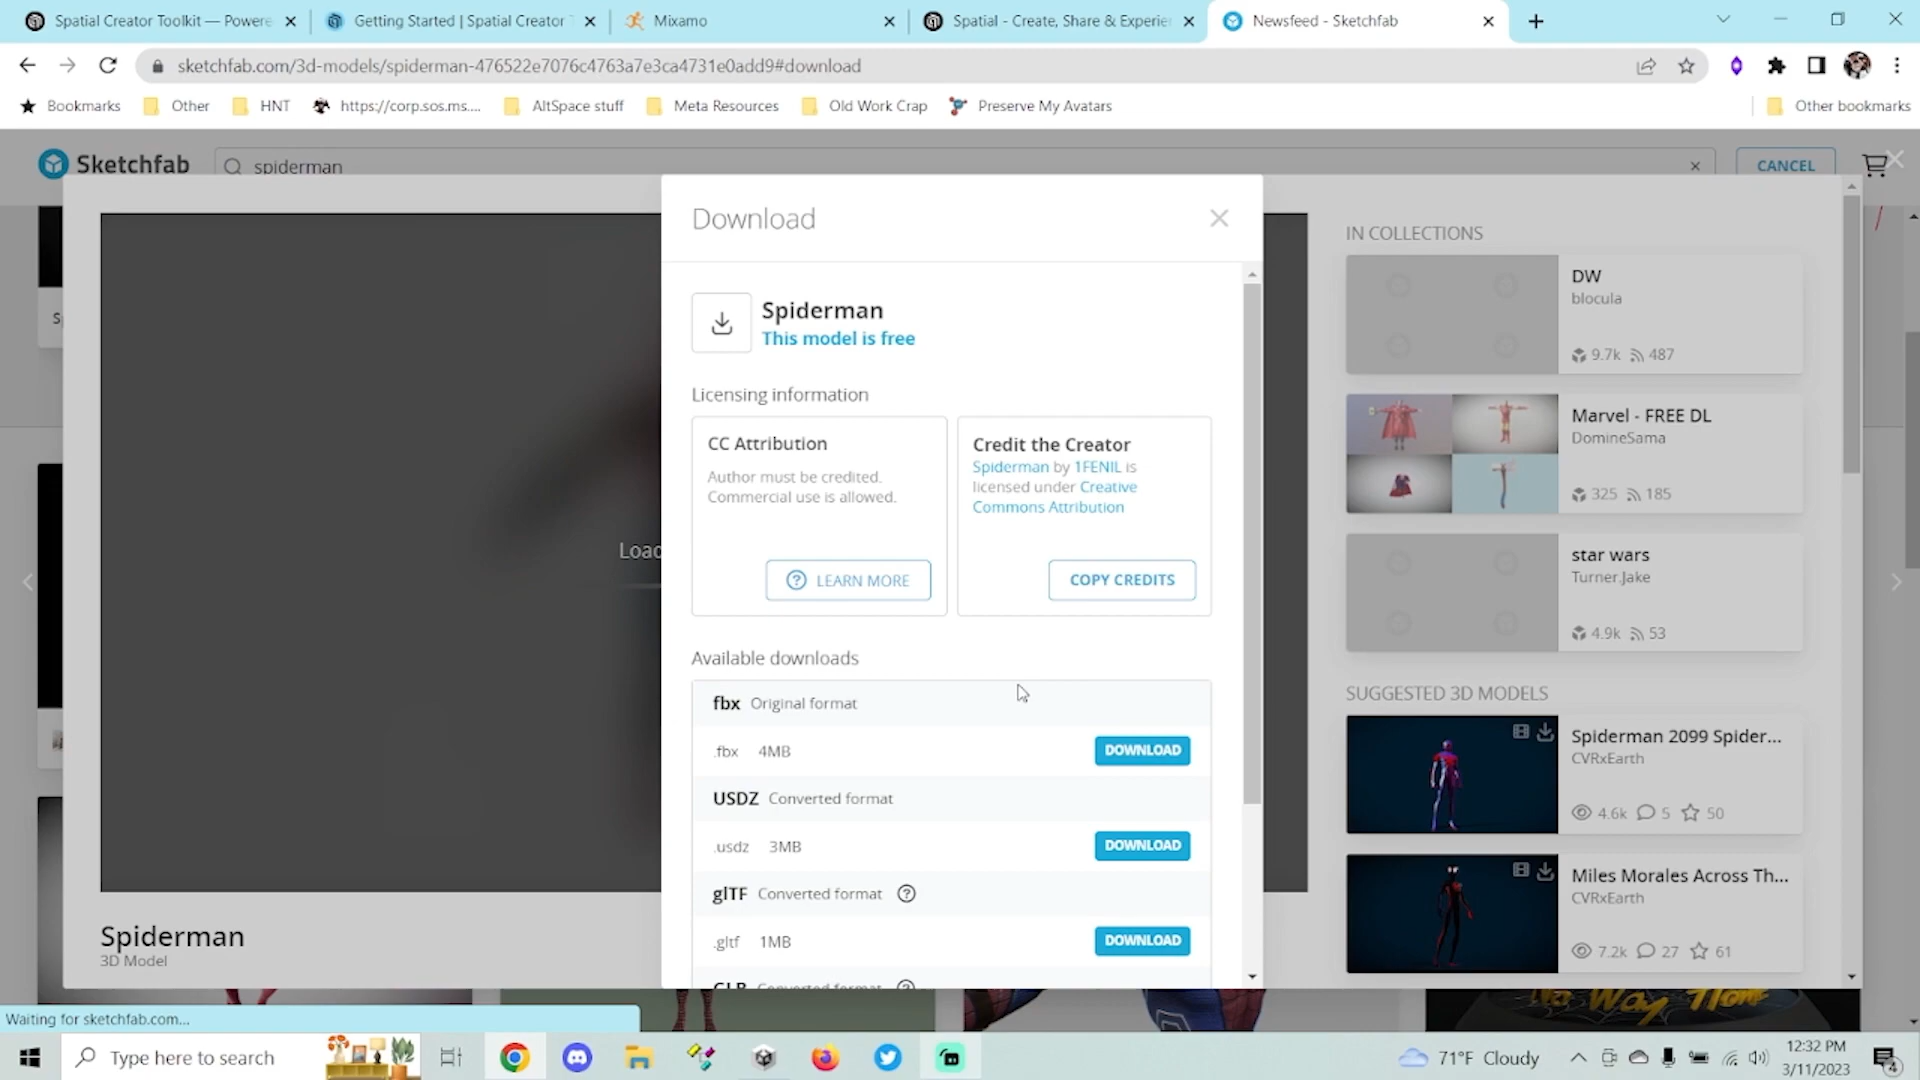 Spatial Creator Toolkit — Powere
Getting Started | Spatial Creator T
Mixamo
Spatial - Create, Share & Experie
Newsfeed - Sketchfab
sketchfab.com/3d-models/spiderman-476522e7076c4763a7e3ca4731e0add9#download
Bookmarks
Other
HNT
https://corp.sos.ms....
AltSpace stuff
Meta Resources
Old Work Crap
Preserve My Avatars
Other bookmarks
Sketchfab
spiderman
CANCEL
Download
Spiderman
This model is free
Licensing information
CC Attribution
Author must be credited.
Commercial use is allowed.
LEARN MORE
Credit the Creator
Spiderman by 1FENIL is
licensed under Creative
Commons Attribution
COPY CREDITS
Available downloads
fbx Original format
.fbx 4MB DOWNLOAD
USDZ Converted format
.usdz 3MB DOWNLOAD
glTF Converted format
.gltf 1MB DOWNLOAD
GLB Converted format
Load
Spiderman
3D Model
IN COLLECTIONS
DW
blocula
9.7k 487
Marvel - FREE DL
DomineSama
325 185
star wars
Turner.Jake
4.9k 53
SUGGESTED 3D MODELS
Spiderman 2099 Spider...
CVRxEarth
4.6k 5 50
Miles Morales Across Th...
CVRxEarth
7.2k 27 61
No Way Home
Waiting for sketchfab.com...
Type here to search
71°F Cloudy
12:32 PM
3/11/2023
4